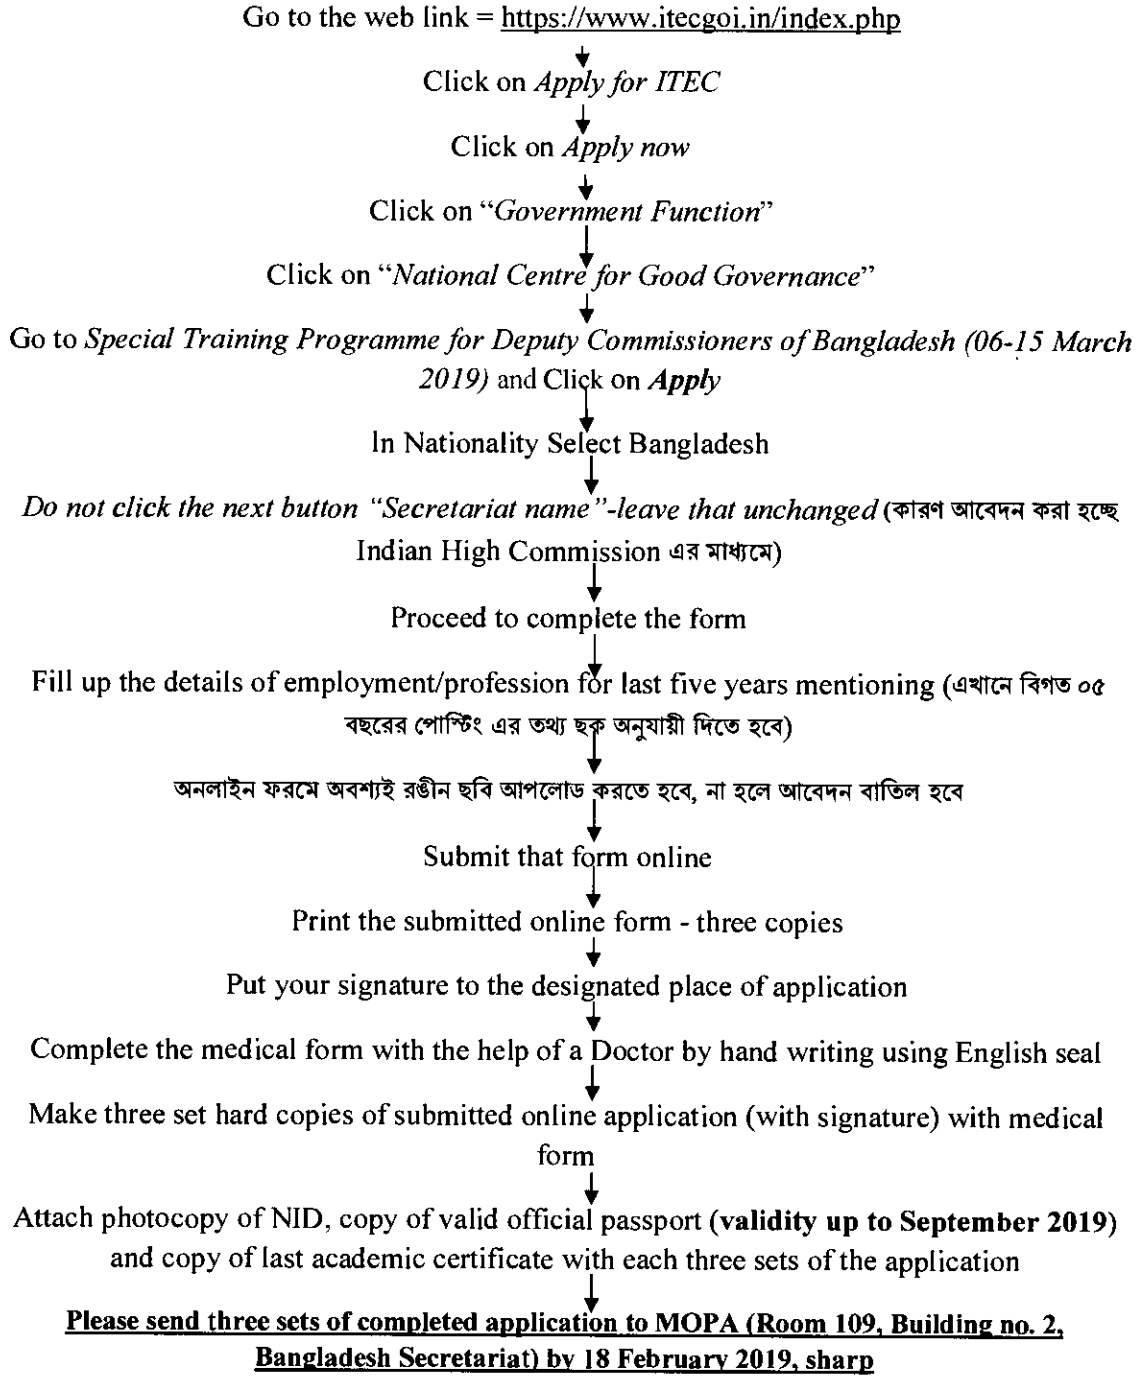 Go to the web link = https://www.itecgoi.in/index.php
Click on Apply for ITEC
Click on Apply now
Click on “Government Function”
Click on “National Centre for Good Governance”
Go to Special Training Programme for Deputy Commissioners of Bangladesh (06-15 March
2019) and Click on Apply
In Nationality Select Bangladesh
Do not click the next button “Secretariat name”-leave that unchanged (কারণ আবেদন করা হচ্ছে
Indian High Commission এর মাধ্যমে)
Proceed to complete the form
Fill up the details of employment/profession for last five years mentioning (এখানে বিগত ০৫
বছরের পোস্টিং এর তথ্য ছক অনুযায়ী দিতে হবে)
অনলাইন ফরমে অবশ্যই রঙীন ছবি আপলোড করতে হবে, না হলে আবেদন বাতিল হবে
Submit that form online
Print the submitted online form - three copies
Put your signature to the designated place of application
Complete the medical form with the help of a Doctor by hand writing using English seal
Make three set hard copies of submitted online application (with signature) with medical
form
Attach photocopy of NID, copy of valid official passport (validity up to September 2019)
and copy of last academic certificate with each three sets of the application
Please send three sets of completed application to MOPA (Room 109, Building no. 2,
Bangladesh Secretariat) by 18 February 2019, sharp